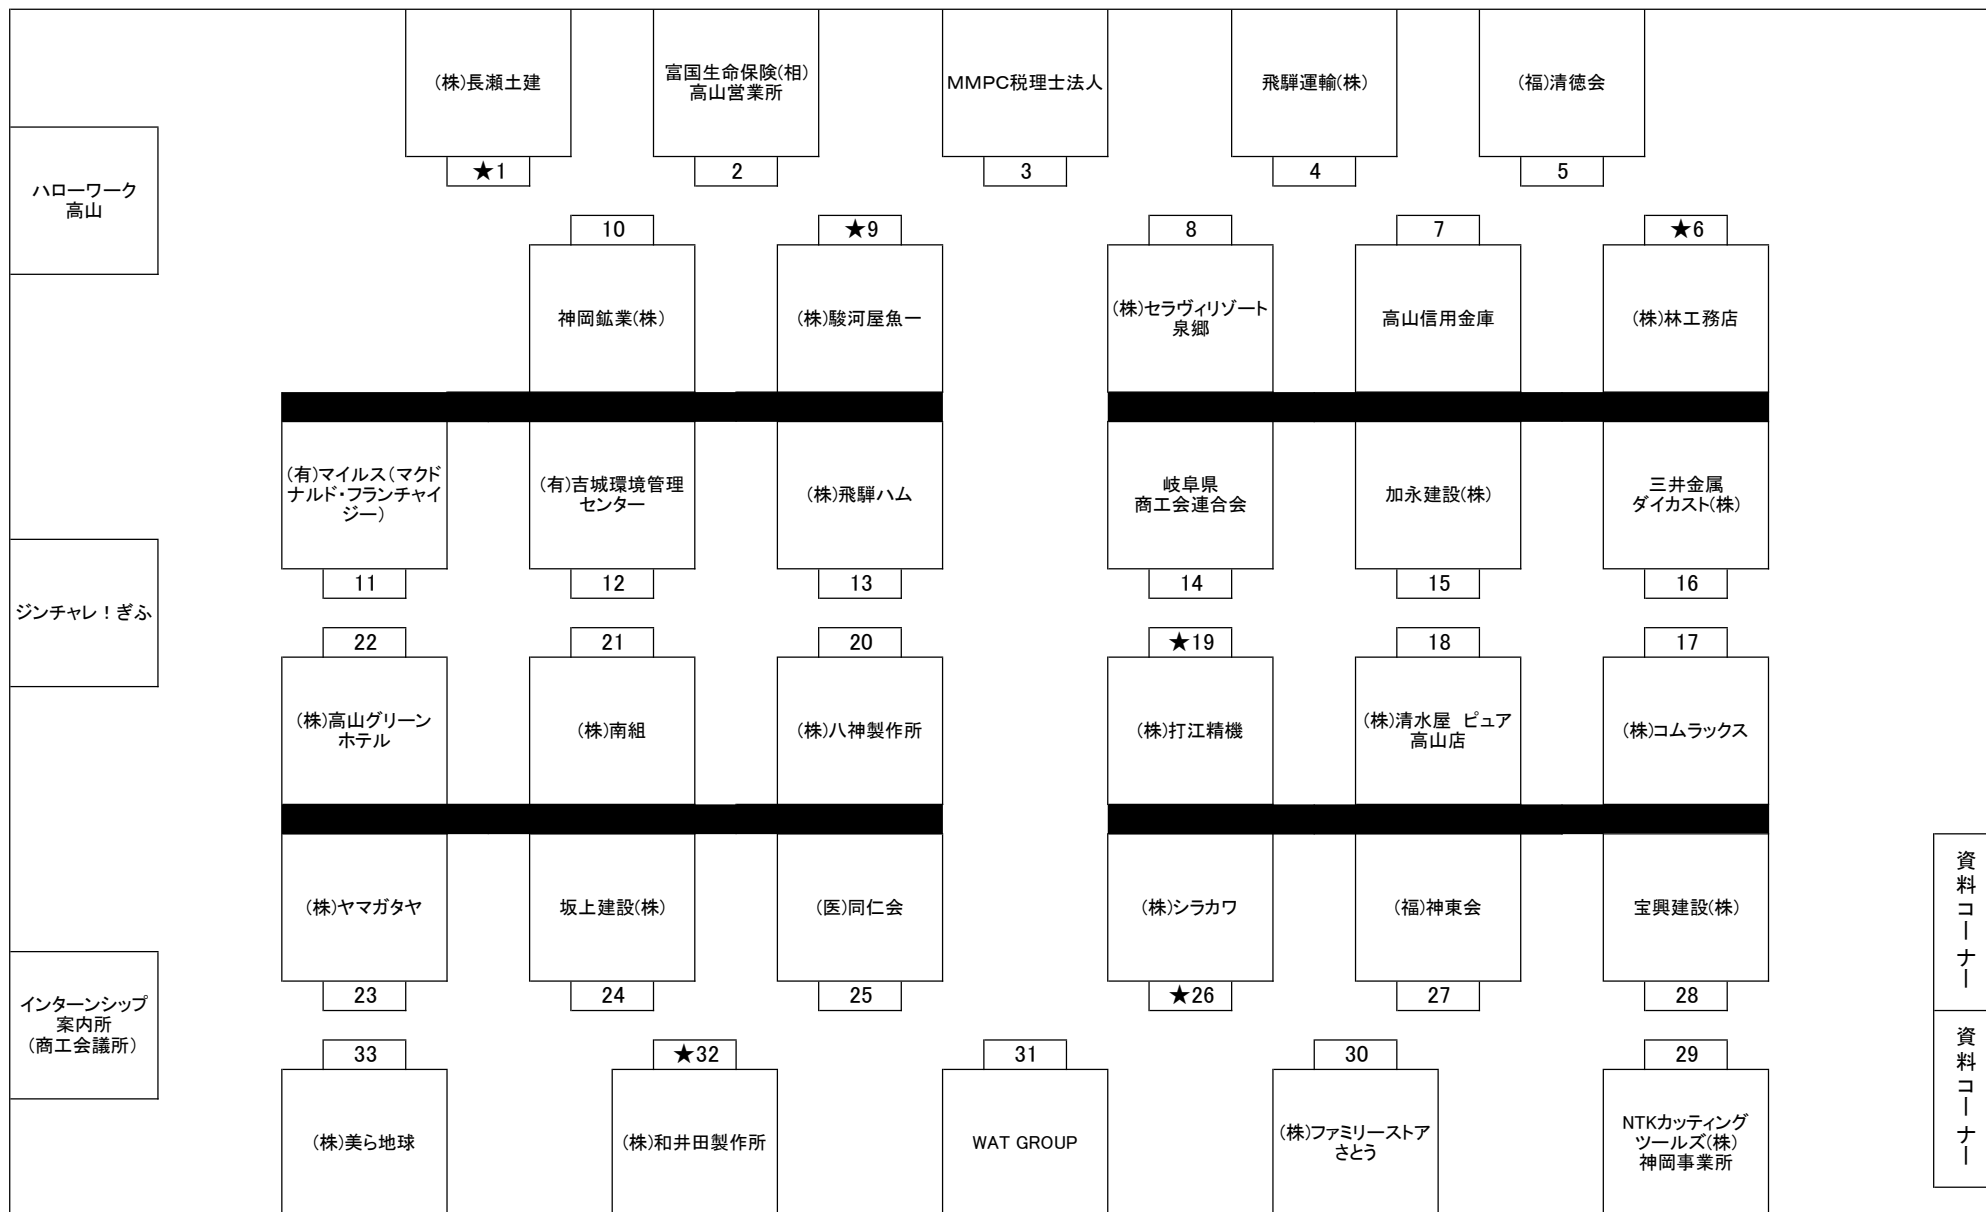 (株)長瀬土建
富国生命保険(相)
高山営業所
MMPC税理士法人
飛騨運輸(株)
(福)清徳会
★1
2
3
4
5
ハローワーク
高山
10
★9
8
7
★6
神岡鉱業(株)
(株)駿河屋魚一
(株)セラヴィリゾート
泉郷
高山信用金庫
(株)林工務店
(有)マイルス(マクド
ナルド・フランチャイ
ジー)
(有)吉城環境管理
センター
(株)飛騨ハム
岐阜県
商工会連合会
加永建設(株)
三井金属
ダイカスト(株)
11
12
13
14
15
16
ジンチャレ！ぎふ
22
21
20
★19
18
17
(株)高山グリーン
ホテル
(株)南組
(株)八神製作所
(株)打江精機
(株)清水屋　ピュア
高山店
(株)コムラックス
(株)ヤマガタヤ
坂上建設(株)
(医)同仁会
(株)シラカワ
(福)神東会
宝興建設(株)
資料コーナー
23
24
25
★26
27
28
インターンシップ
案内所
(商工会議所)
33
★32
31
30
29
資料コーナー
(株)美ら地球
(株)和井田製作所
WAT GROUP
(株)ファミリーストア
さとう
NTKカッティング
ツールズ(株)
神岡事業所